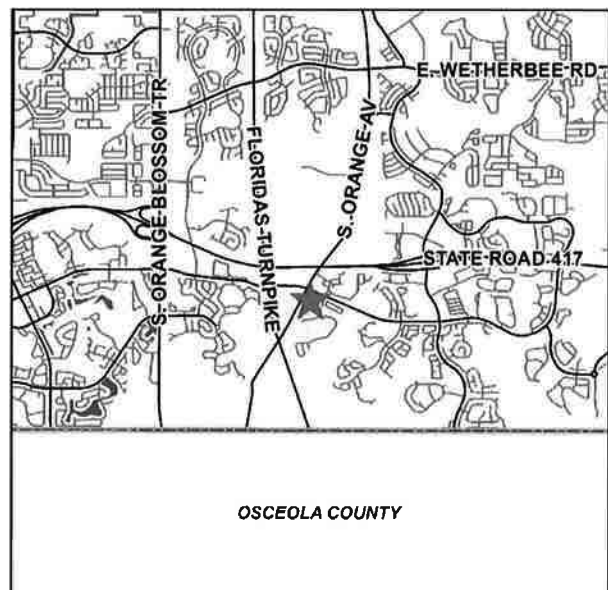 E. WETHERBEE RD
S. ORANGE BLOSSOM TR
FLORIDAS TURNPIKE
S. ORANGE AV
STATE ROAD 417
OSCEOLA COUNTY